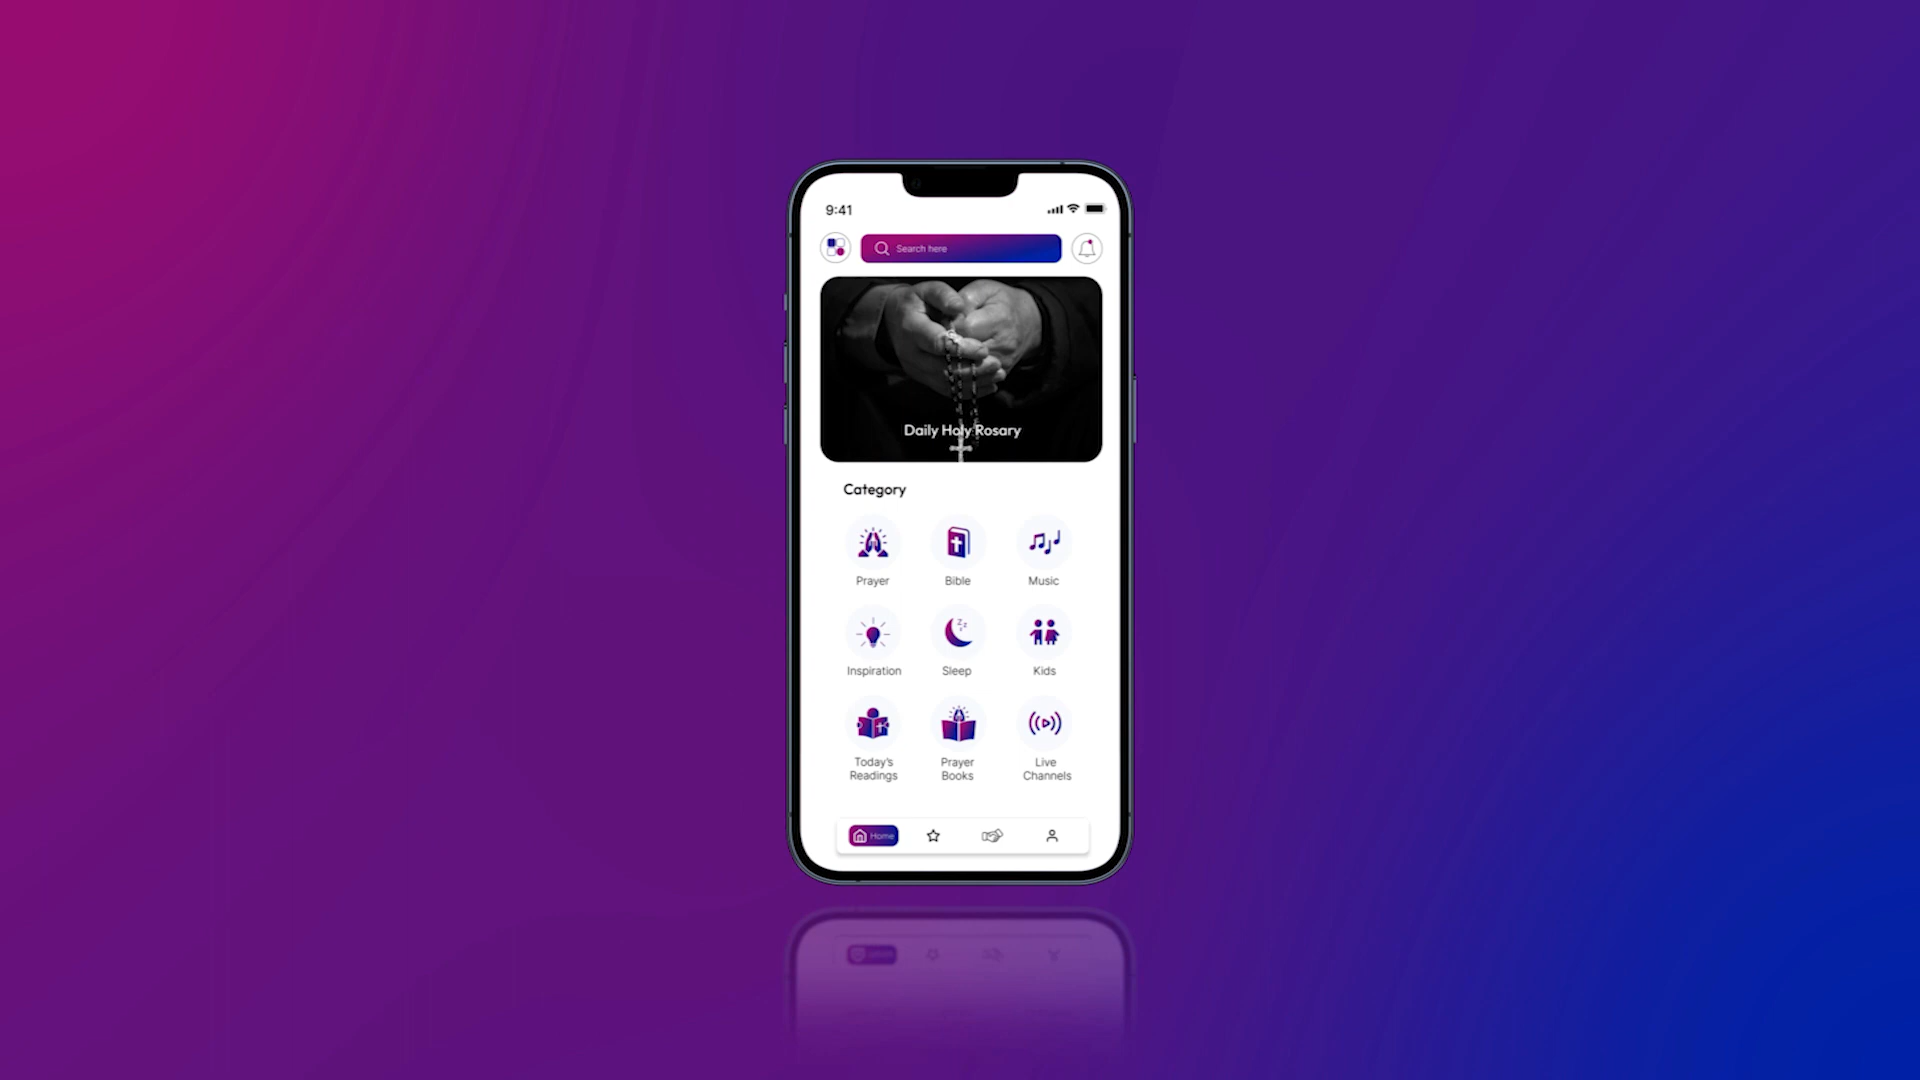 9:41
Search here
Daily Holy Rosary
Category
Prayer
Bible
Music
Inspiration
Sleep
Kids
Today's
Readings
Prayer
Books
Live
Channels
Home